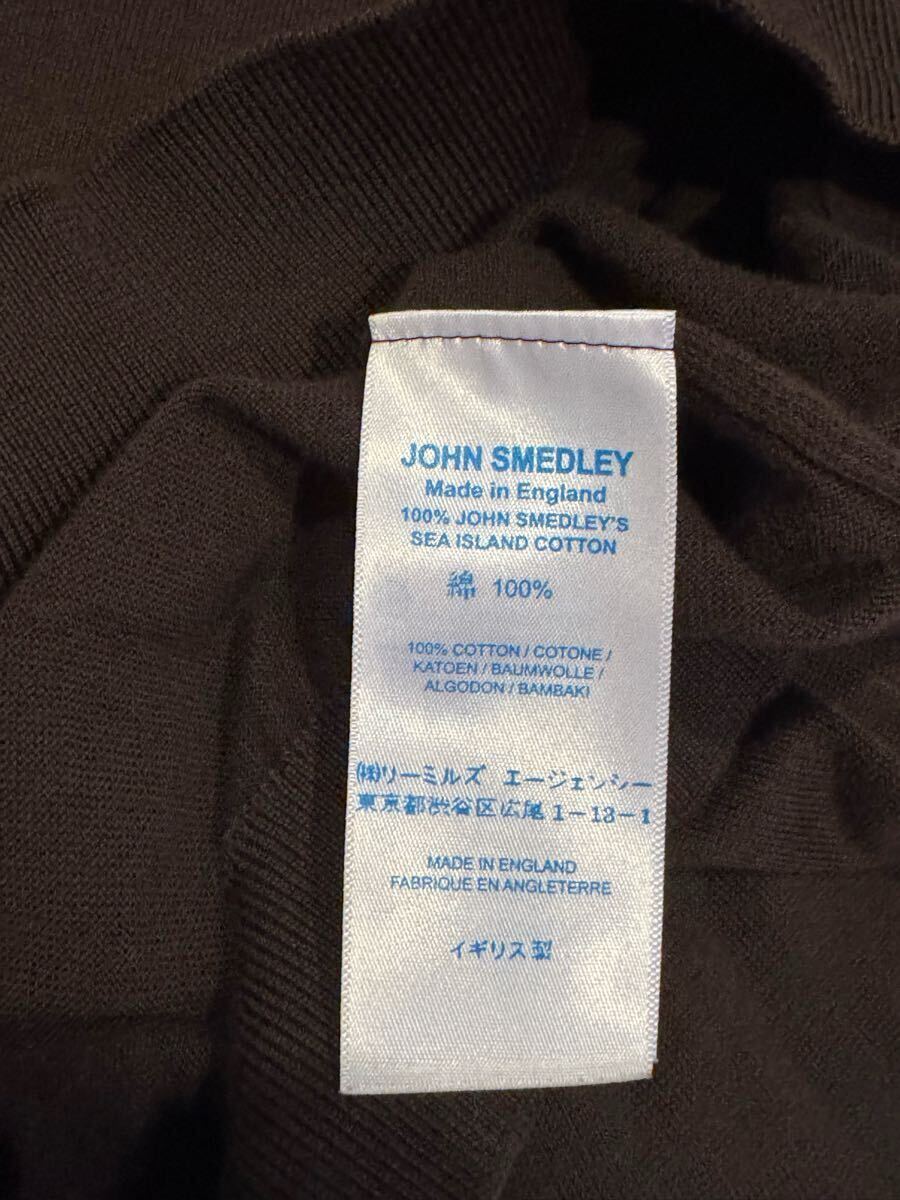 JOHN SMEDLEY
Made in England
100% JOHN SMEDLEY'S
SEA ISLAND COTTON
綿 100%
100% COTTON / COTONE /
KATOEN / BAUMWOLLE /
ALGODON / BAMBAKI
㈱リーミルズ エージェンシー
東京都渋谷区広尾1-13-1
MADE IN ENGLAND
FABRIQUE EN ANGLETERRE
イギリス製